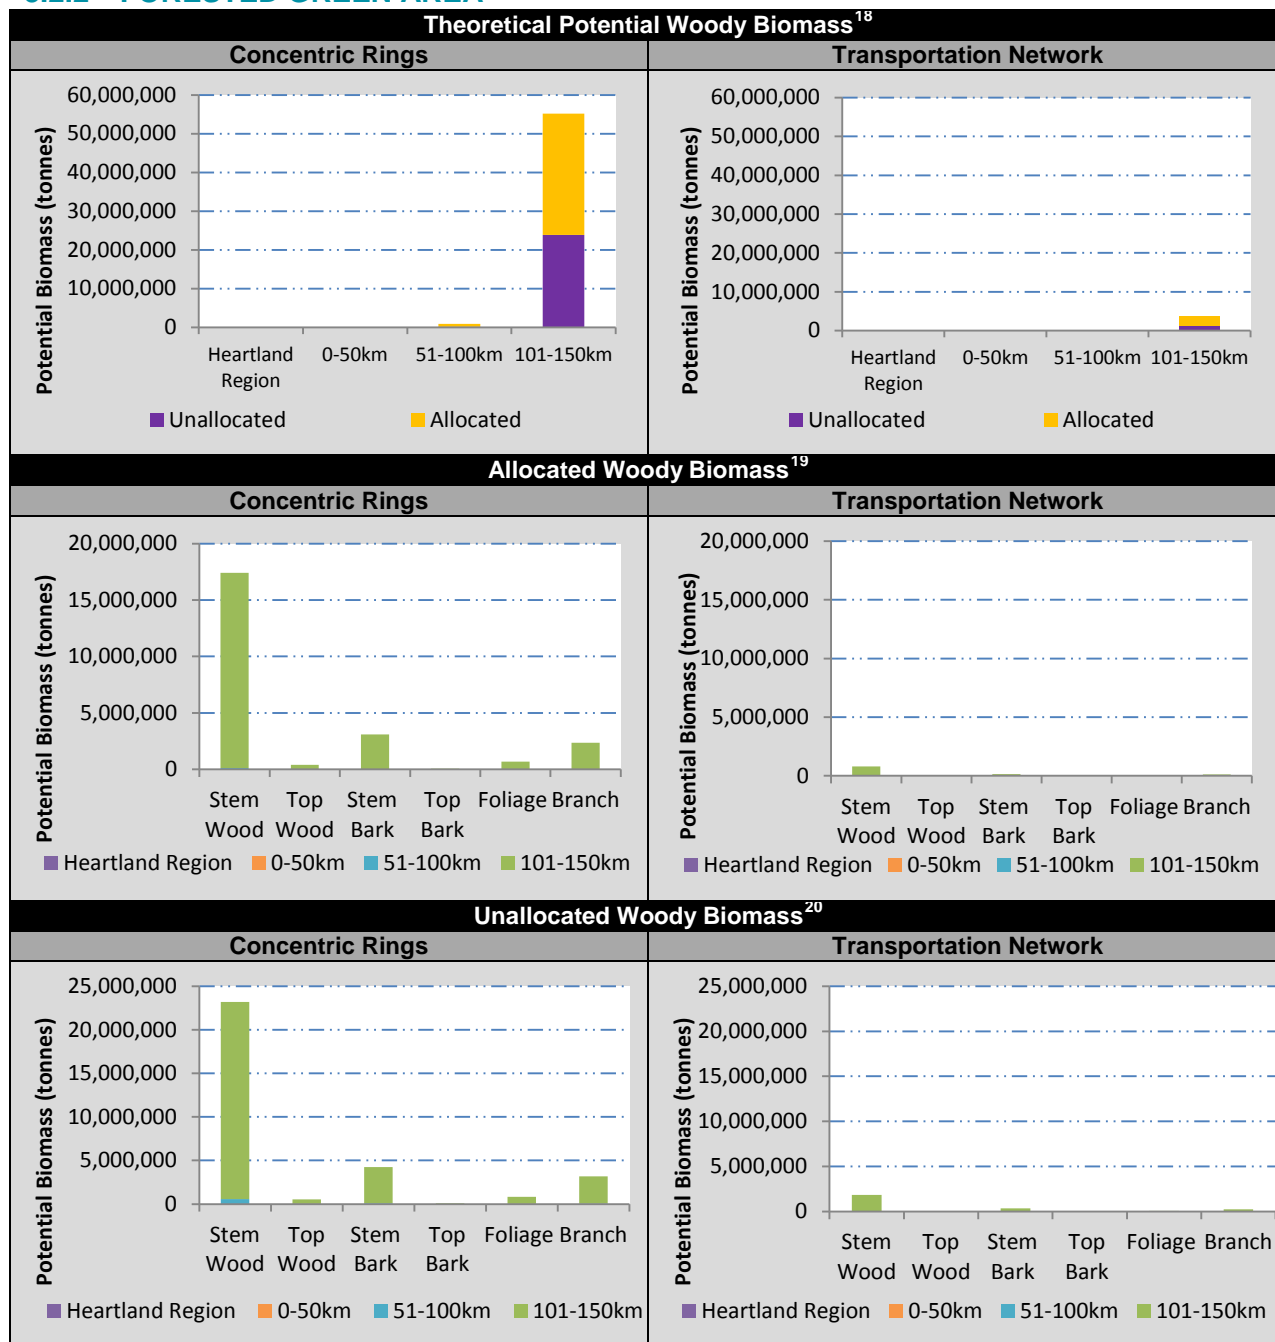 Theoretical Potential Woody Biomass18
Concentric Rings
Transportation Network
Potential Biomass (tonnes)
60,000,000
50,000,000
40,000,000
30,000,000
20,000,000
10,000,000
0
Heartland Region
0-50km
51-100km
101-150km
Unallocated
Allocated
Potential Biomass (tonnes)
60,000,000
50,000,000
40,000,000
30,000,000
20,000,000
10,000,000
0
Heartland Region
0-50km
51-100km
101-150km
Unallocated
Allocated
Allocated Woody Biomass19
Concentric Rings
Transportation Network
Potential Biomass (tonnes)
20,000,000
15,000,000
10,000,000
5,000,000
0
Stem Wood
Top Wood
Stem Bark
Top Bark
Foliage
Branch
Heartland Region
0-50km
51-100km
101-150km
Potential Biomass (tonnes)
20,000,000
15,000,000
10,000,000
5,000,000
0
Stem Wood
Top Wood
Stem Bark
Top Bark
Foliage
Branch
Heartland Region
0-50km
51-100km
101-150km
Unallocated Woody Biomass20
Concentric Rings
Transportation Network
Potential Biomass (tonnes)
25,000,000
20,000,000
15,000,000
10,000,000
5,000,000
0
Stem Wood
Top Wood
Stem Bark
Top Bark
Foliage
Branch
Heartland Region
0-50km
51-100km
101-150km
Potential Biomass (tonnes)
25,000,000
20,000,000
15,000,000
10,000,000
5,000,000
0
Stem Wood
Top Wood
Stem Bark
Top Bark
Foliage
Branch
Heartland Region
0-50km
51-100km
101-150km